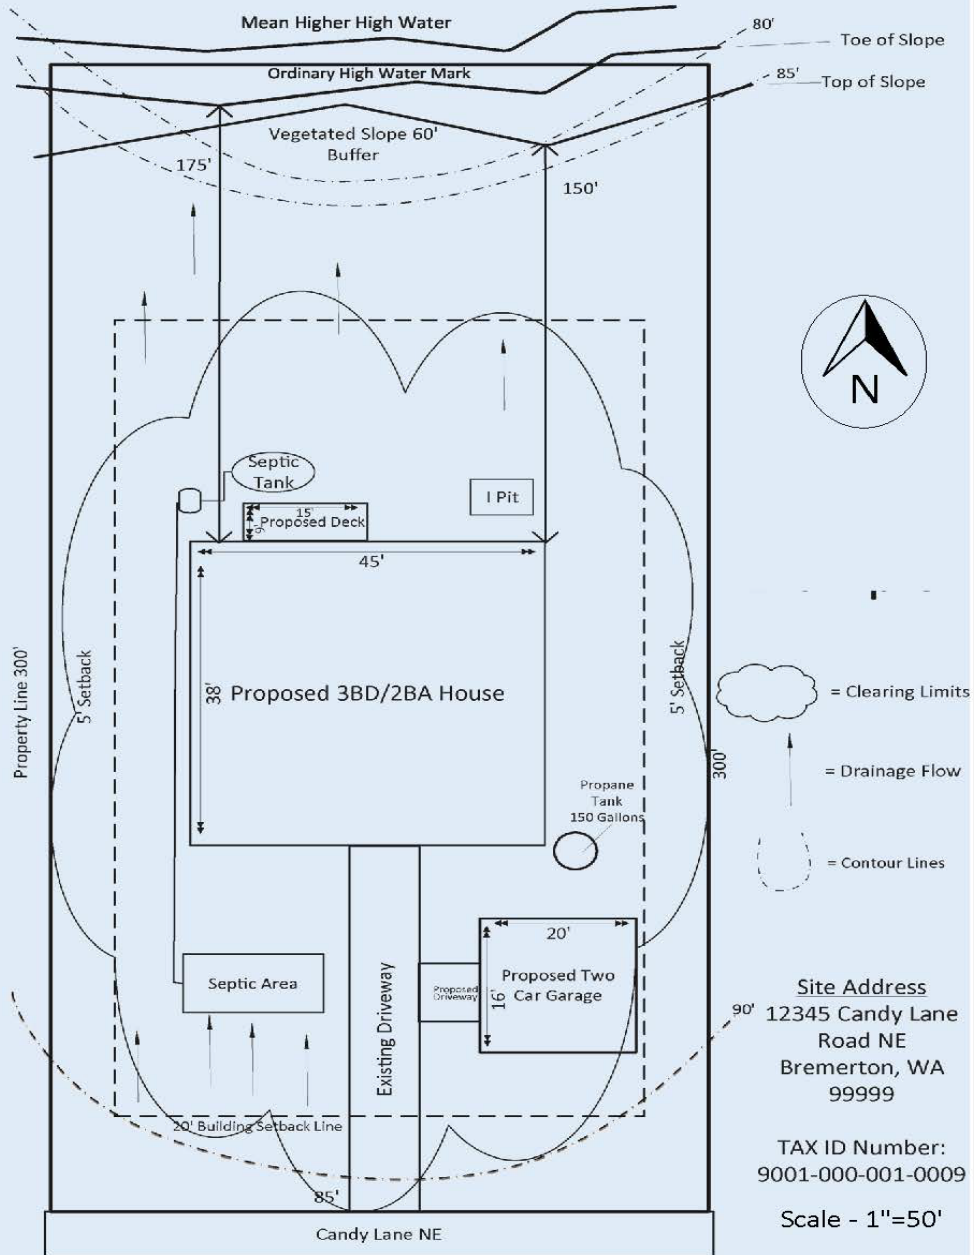 Mean Higher High Water
80'
Toe of Slope
Ordinary High Water Mark
85'
Top of Slope
Vegetated Slope 60'
Buffer
175'
150'
N
Septic
Tank
I Pit
15'
9'
Proposed Deck
45'
38'
Proposed 3BD/2BA House
Property Line 300'
5' Setback
5' Setback
300'
= Clearing Limits
= Drainage Flow
= Contour Lines
Propane
Tank
150 Gallons
20'
16'
Proposed Two
Car Garage
Proposed
Driveway
Existing Driveway
Septic Area
90'
Site Address
12345 Candy Lane
Road NE
Bremerton, WA
99999
20' Building Setback Line
TAX ID Number:
9001-000-001-0009
85'
Scale - 1"=50'
Candy Lane NE